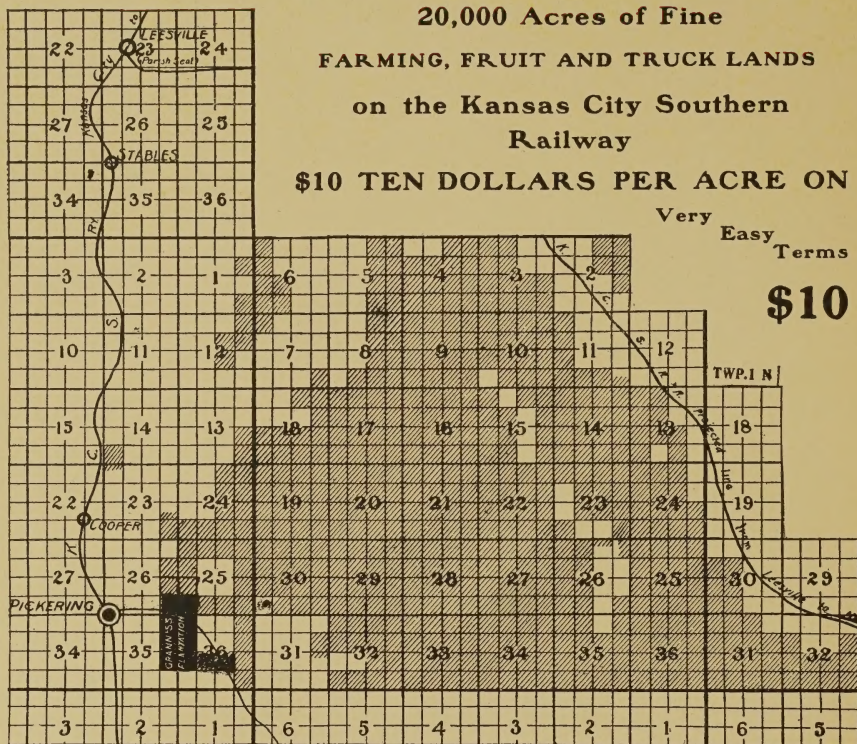 20,000 Acres of Fine
FARMING, FRUIT AND TRUCK LANDS
on the Kansas City Southern
Railway
$10 TEN DOLLARS PER ACRE ON
Very
Easy
Terms
$10
to
LEESVILLE
(Parish Seat)
22 23 24
Kansas City
27 26 25
STABLES
34 35 36
RY.
3 2 1 6 5 4 3 2
S.
10 11 12 7 8 9 10 11 12
TWP.1 N
15 14 13 18 17 16 15 14 13 18
C.
22 23 24 19 20 21 22 23 24 19
COOPER
K
27 26 25 30 29 28 27 26 25 30 29
PICKERING
GRANN'SS.
PLANTATION
34 35 36 31 32 33 34 35 36 31 32
3 2 1 6 5 4 3 2 1 6 5
K. C. S. R'R. Projected line from Leesville to